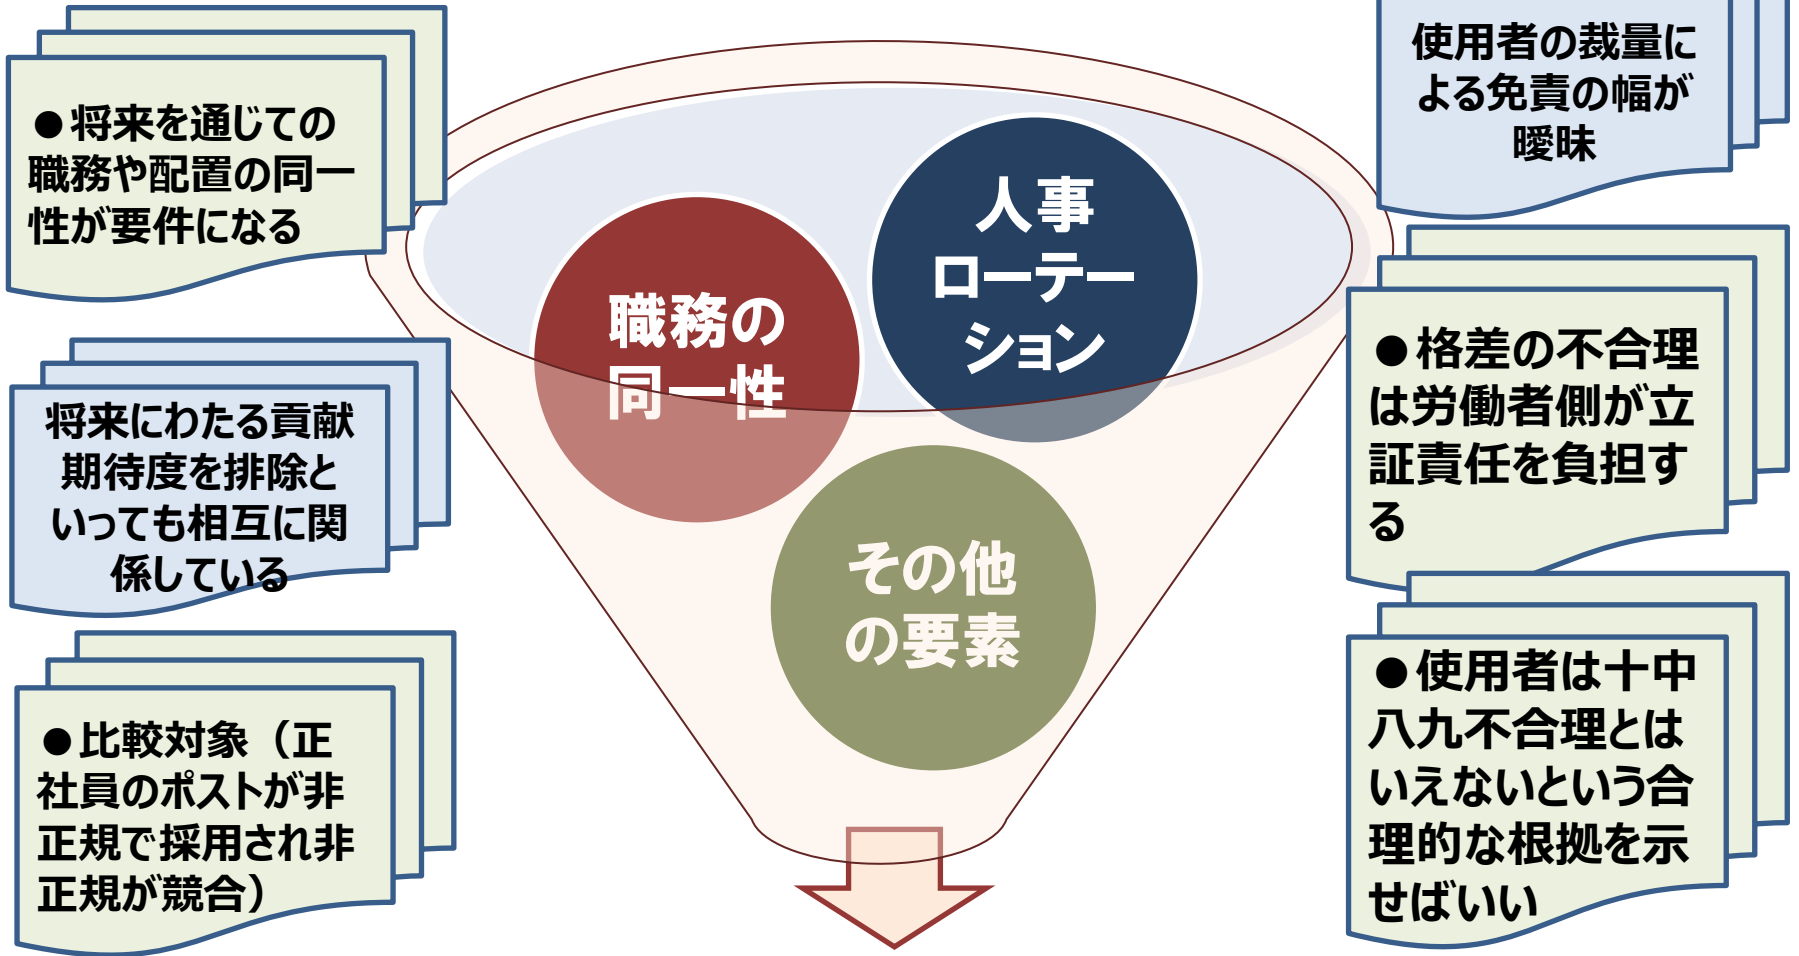 ●将来を通じての
職務や配置の同一
性が要件になる
将来にわたる貢献
期待度を排除と
いっても相互に関
係している
●比較対象（正
社員のポストが非
正規で採用され非
正規が競合）
職務の
同一性
人事
ローテー
ション
その他
の要素
使用者の裁量に
よる免責の幅が
曖昧
●格差の不合理
は労働者側が立
証責任を負担す
る
●使用者は十中
八九不合理とは
いえないという合
理的な根拠を示
せばいい